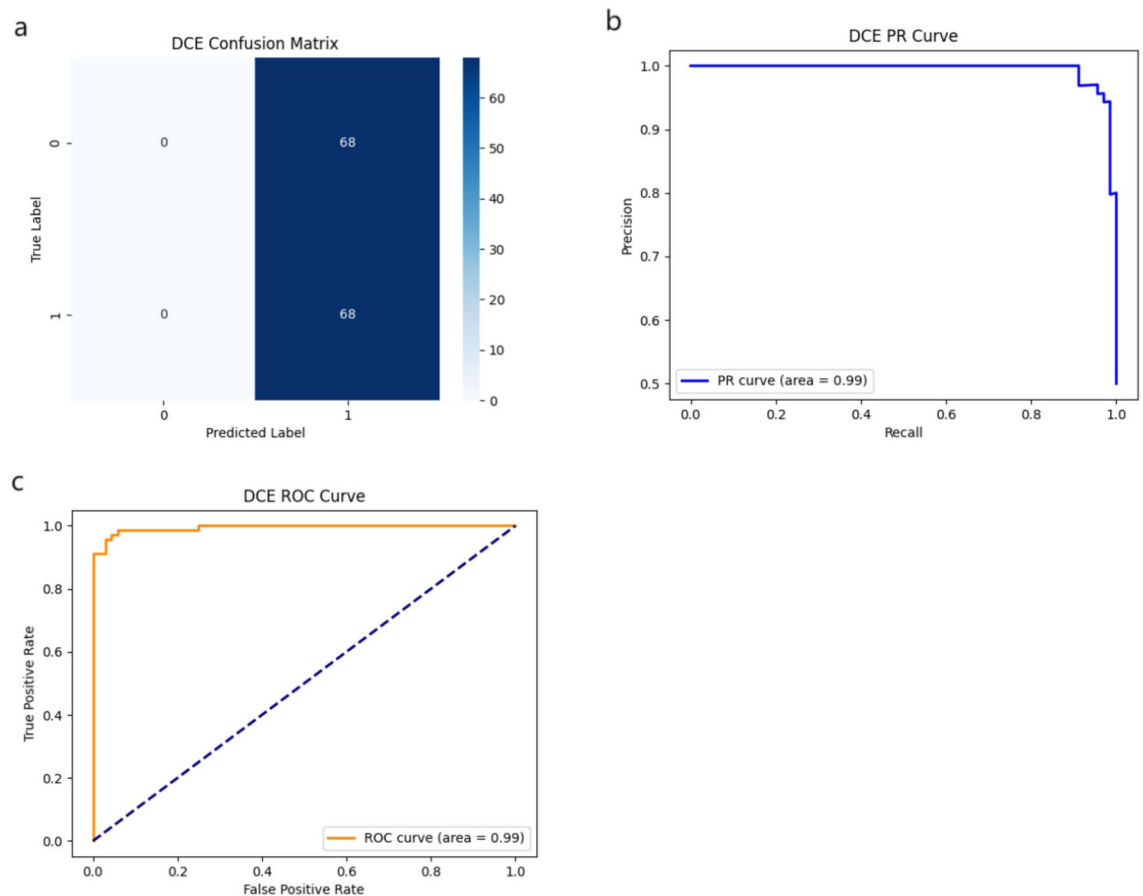 a
DCE Confusion Matrix
True Label
0
1
0
68
0
68
0
1
Predicted Label
60
50
40
30
20
10
0
b
DCE PR Curve
Precision
1.0
0.9
0.8
0.7
0.6
0.5
PR curve (area = 0.99)
0.0
0.2
0.4
0.6
0.8
1.0
Recall
c
DCE ROC Curve
True Positive Rate
1.0
0.8
0.6
0.4
0.2
0.0
ROC curve (area = 0.99)
0.0
0.2
0.4
0.6
0.8
1.0
False Positive Rate